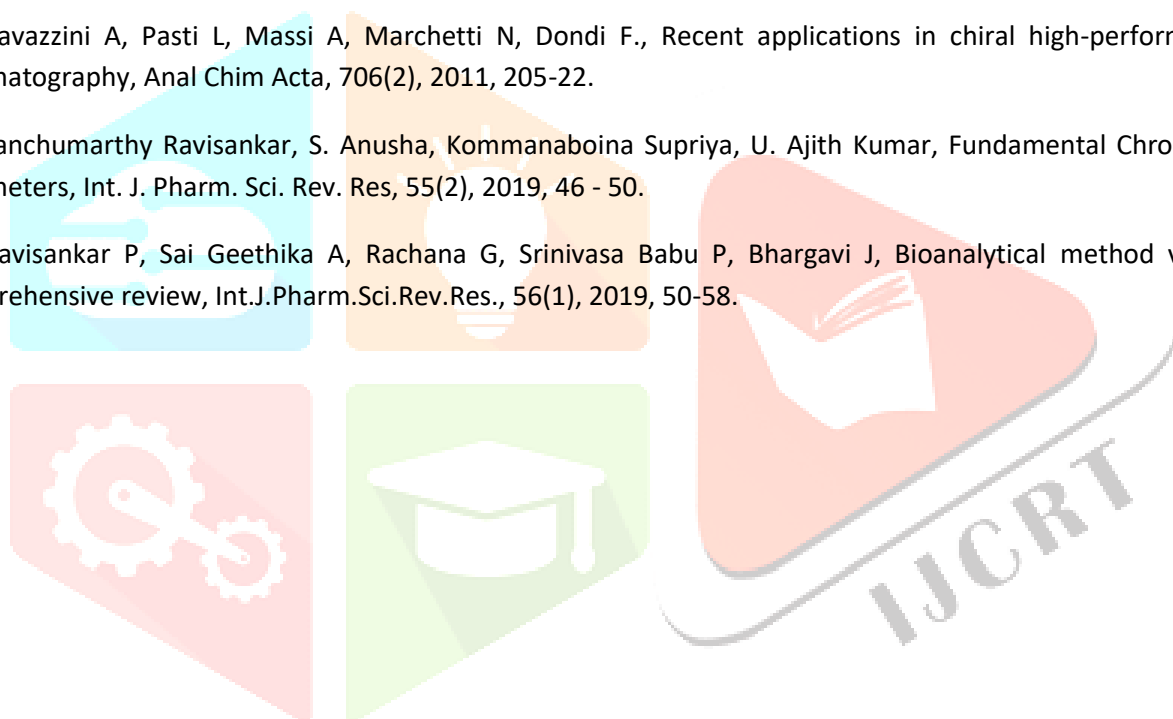 avazzini A, Pasti L, Massi A, Marchetti N, Dondi F., Recent applications in chiral high-perform
natography, Anal Chim Acta, 706(2), 2011, 205-22.
anchumarthy Ravisankar, S. Anusha, Kommanaboina Supriya, U. Ajith Kumar, Fundamental Chro
neters, Int. J. Pharm. Sci. Rev. Res, 55(2), 2019, 46 - 50.
avisankar P, Sai Geethika A, Rachana G, Srinivasa Babu P, Bhargavi J, Bioanalytical method v
rehensive review, Int.J.Pharm.Sci.Rev.Res., 56(1), 2019, 50-58.
IJCRT